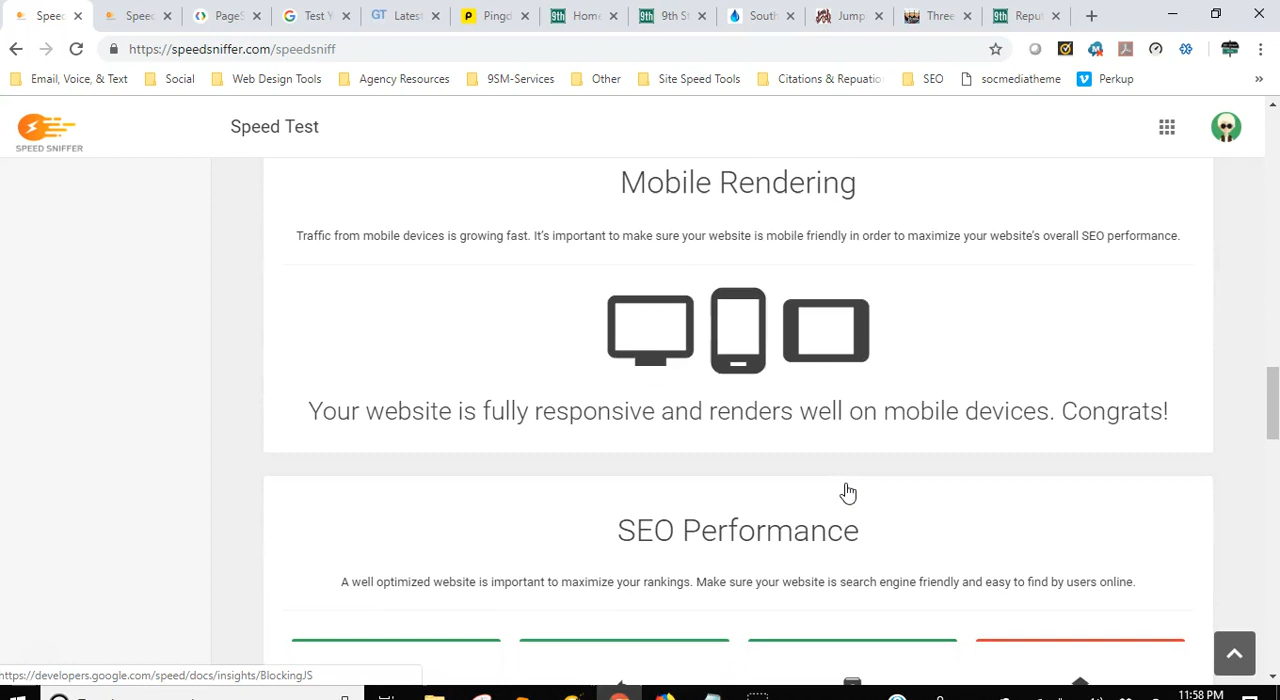 Speed
Speed
PageS
Test Y
GT Latest
Pingd
9th Home
9th 9th St
South
Jump
Three
9th Repu
https://speedsniffer.com/speedsniff
Email, Voice, & Text
Social
Web Design Tools
Agency Resources
9SM-Services
Other
Site Speed Tools
Citations & Repuation
SEO
socmediatheme
Perkup
SPEED SNIFFER
Speed Test
Mobile Rendering
Traffic from mobile devices is growing fast. It's important to make sure your website is mobile friendly in order to maximize your website's overall SEO performance.
Your website is fully responsive and renders well on mobile devices. Congrats!
SEO Performance
A well optimized website is important to maximize your rankings. Make sure your website is search engine friendly and easy to find by users online.
https://developers.google.com/speed/docs/insights/BlockingJS
11:58 PM